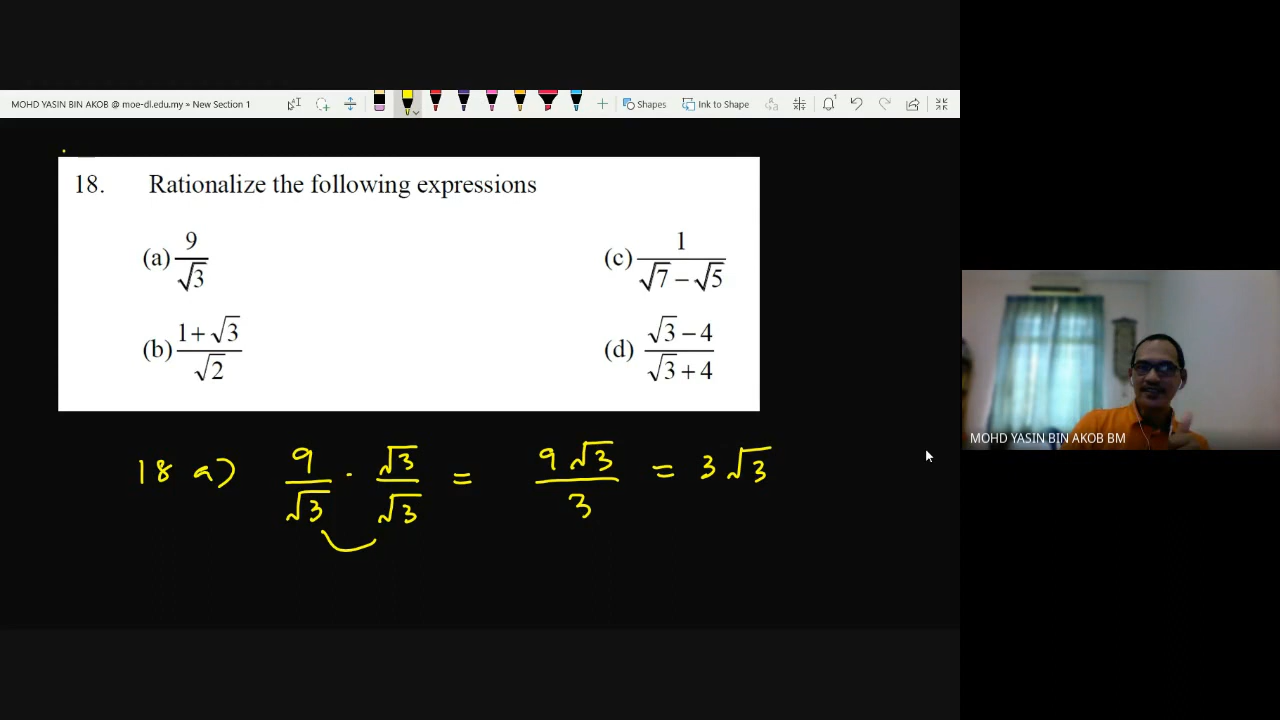 MOHD YASIN BIN AKOB @ moe-dl.edu.my » New Section 1
Shapes
Ink to Shape
18. Rationalize the following expressions
(a) 9/√3
(c) 1/(√7 − √5)
(b) (1 + √3)/√2
(d) (√3 − 4)/(√3 + 4)
18 a) 9/√3 · √3/√3 = 9√3/3 = 3√3
MOHD YASIN BIN AKOB BM